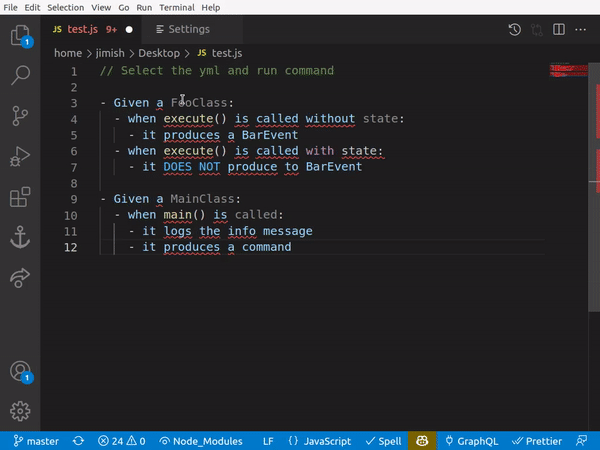 File Edit Selection View Go Run Terminal Help
JS test.js 9+ Settings
home > jimish > Desktop > JS test.js
1 // Select the yml and run command
2
3 - Given a FooClass:
4 - when execute() is called without state:
5 - it produces a BarEvent
6 - when execute() is called with state:
7 - it DOES NOT produce to BarEvent
8
9 - Given a MainClass:
10 - when main() is called:
11 - it logs the info message
12 - it produces a command
1
1
master 24 0 Node_Modules LF {} JavaScript Spell GraphQL Prettier